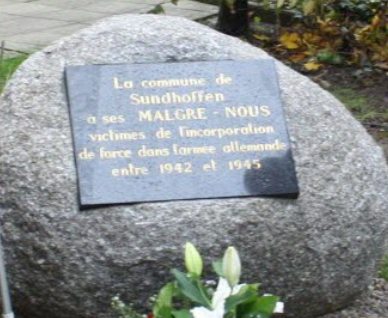 La commune de
Sundhoffen
a ses MALGRE - NOUS
victimes de l'incorporation
de force dans l'armée allemande
entre 1942 et 1945